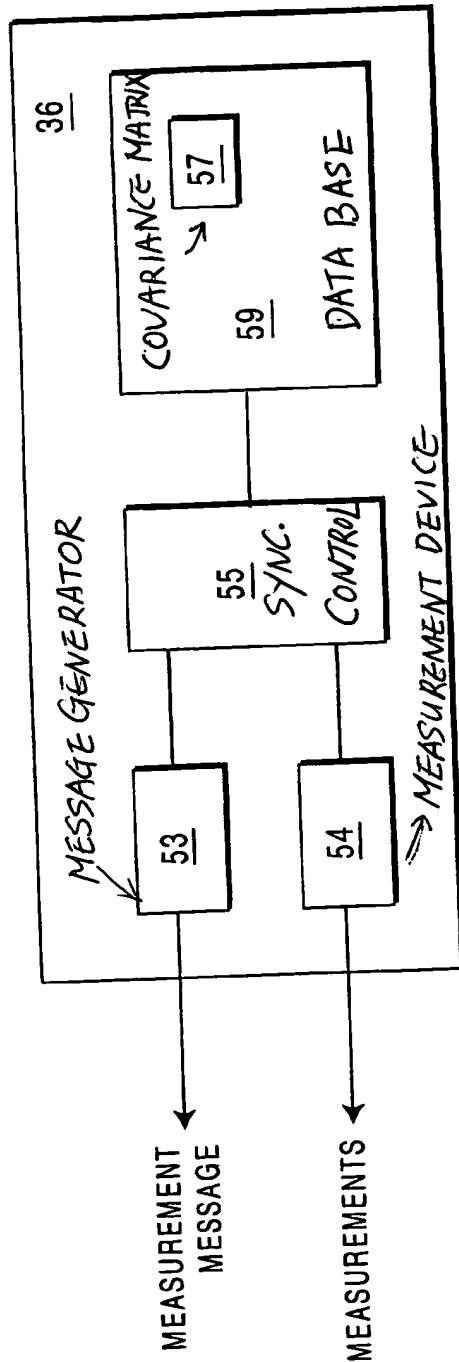 36
COVARIANCE MATRIX
57
59
DATA BASE
55
SYNC.
CONTROL
MESSAGE GENERATOR
53
54
MEASUREMENT DEVICE
MEASUREMENT
MESSAGE
MEASUREMENTS